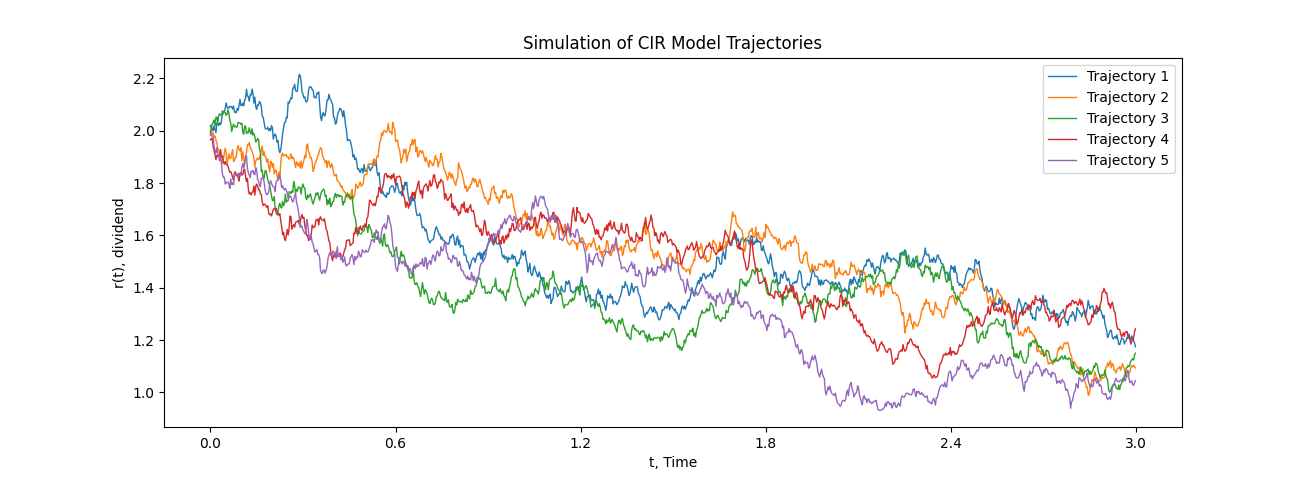 Simulation of CIR Model Trajectories
r(t), dividend
2.2
2.0
1.8
1.6
1.4
1.2
1.0
Trajectory 1
Trajectory 2
Trajectory 3
Trajectory 4
Trajectory 5
0.0 0.6 1.2 1.8 2.4 3.0
t, Time